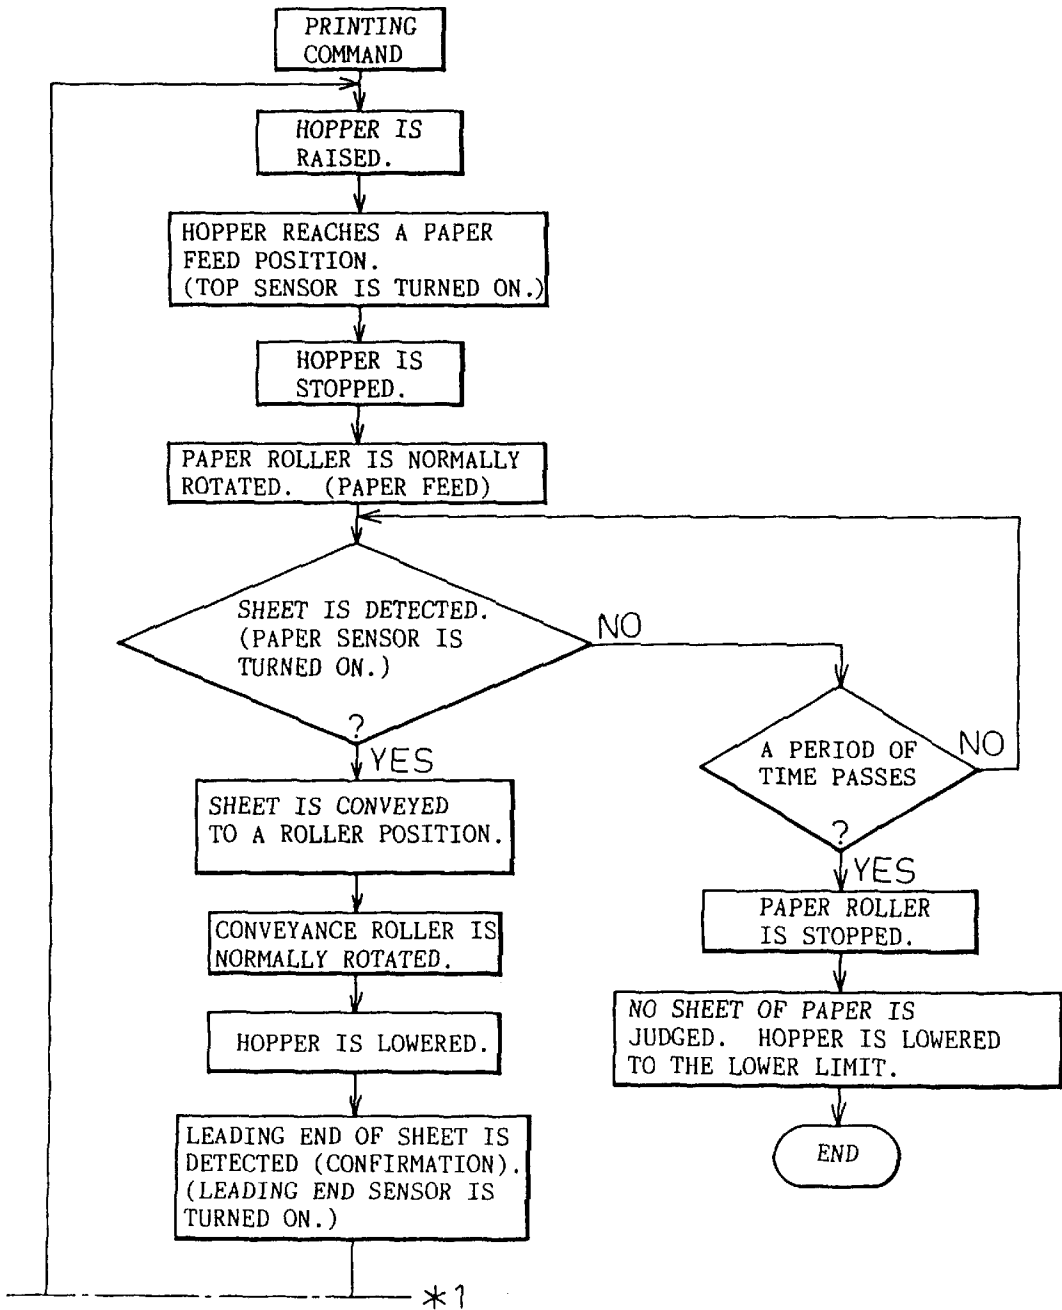 PRINTING
COMMAND
HOPPER IS
RAISED.
HOPPER REACHES A PAPER
FEED POSITION.
(TOP SENSOR IS TURNED ON.)
HOPPER IS
STOPPED.
PAPER ROLLER IS NORMALLY
ROTATED. (PAPER FEED)
SHEET IS DETECTED.
(PAPER SENSOR IS
TURNED ON.)
?
NO
YES
A PERIOD OF
TIME PASSES
?
NO
YES
SHEET IS CONVEYED
TO A ROLLER POSITION.
PAPER ROLLER
IS STOPPED.
CONVEYANCE ROLLER IS
NORMALLY ROTATED.
NO SHEET OF PAPER IS
JUDGED. HOPPER IS LOWERED
TO THE LOWER LIMIT.
HOPPER IS LOWERED.
LEADING END OF SHEET IS
DETECTED (CONFIRMATION).
(LEADING END SENSOR IS
TURNED ON.)
END
*1